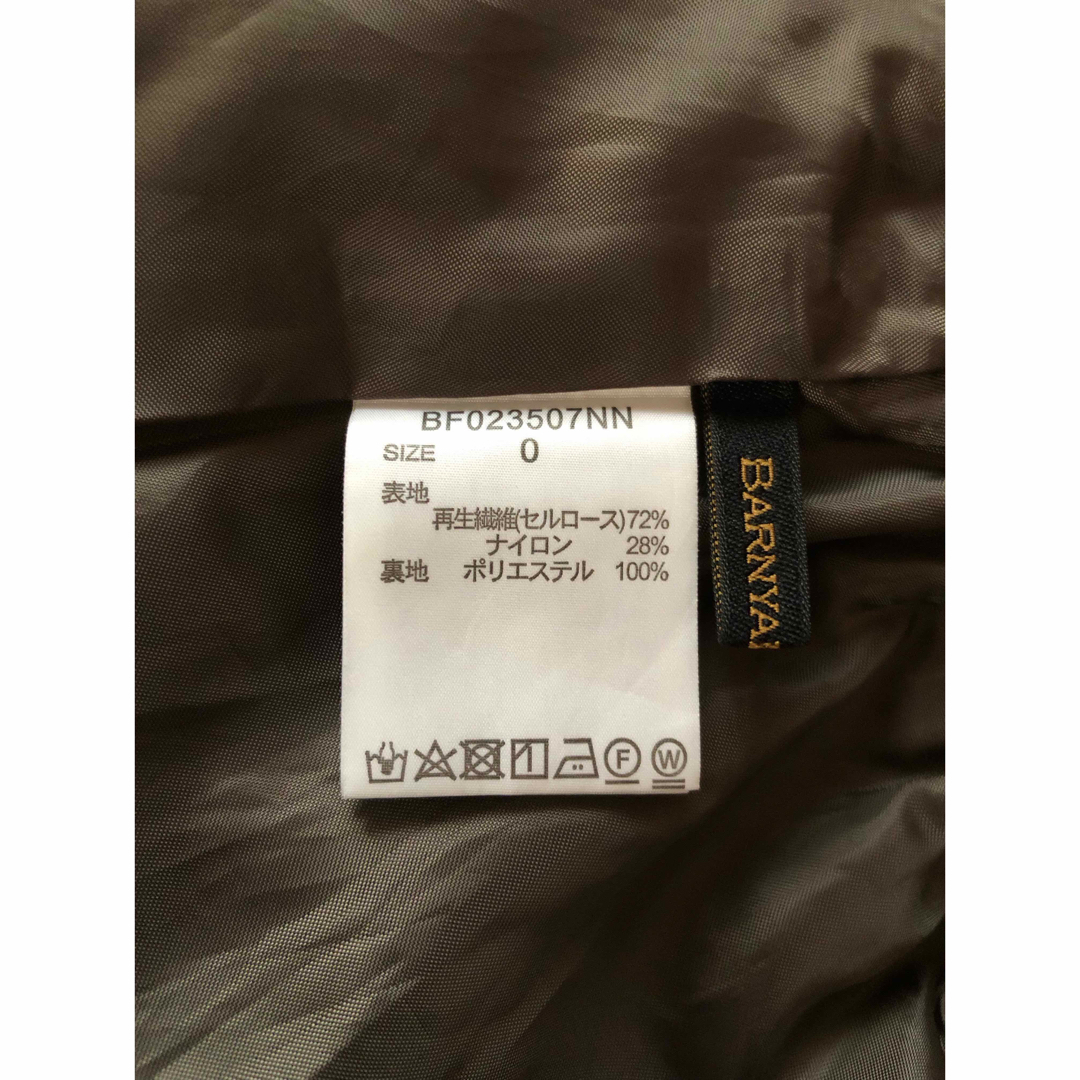 BF023507NN
SIZE 0
表地
再生繊維(セルロース)72%
ナイロン 28%
裏地 ポリエステル 100%
F W